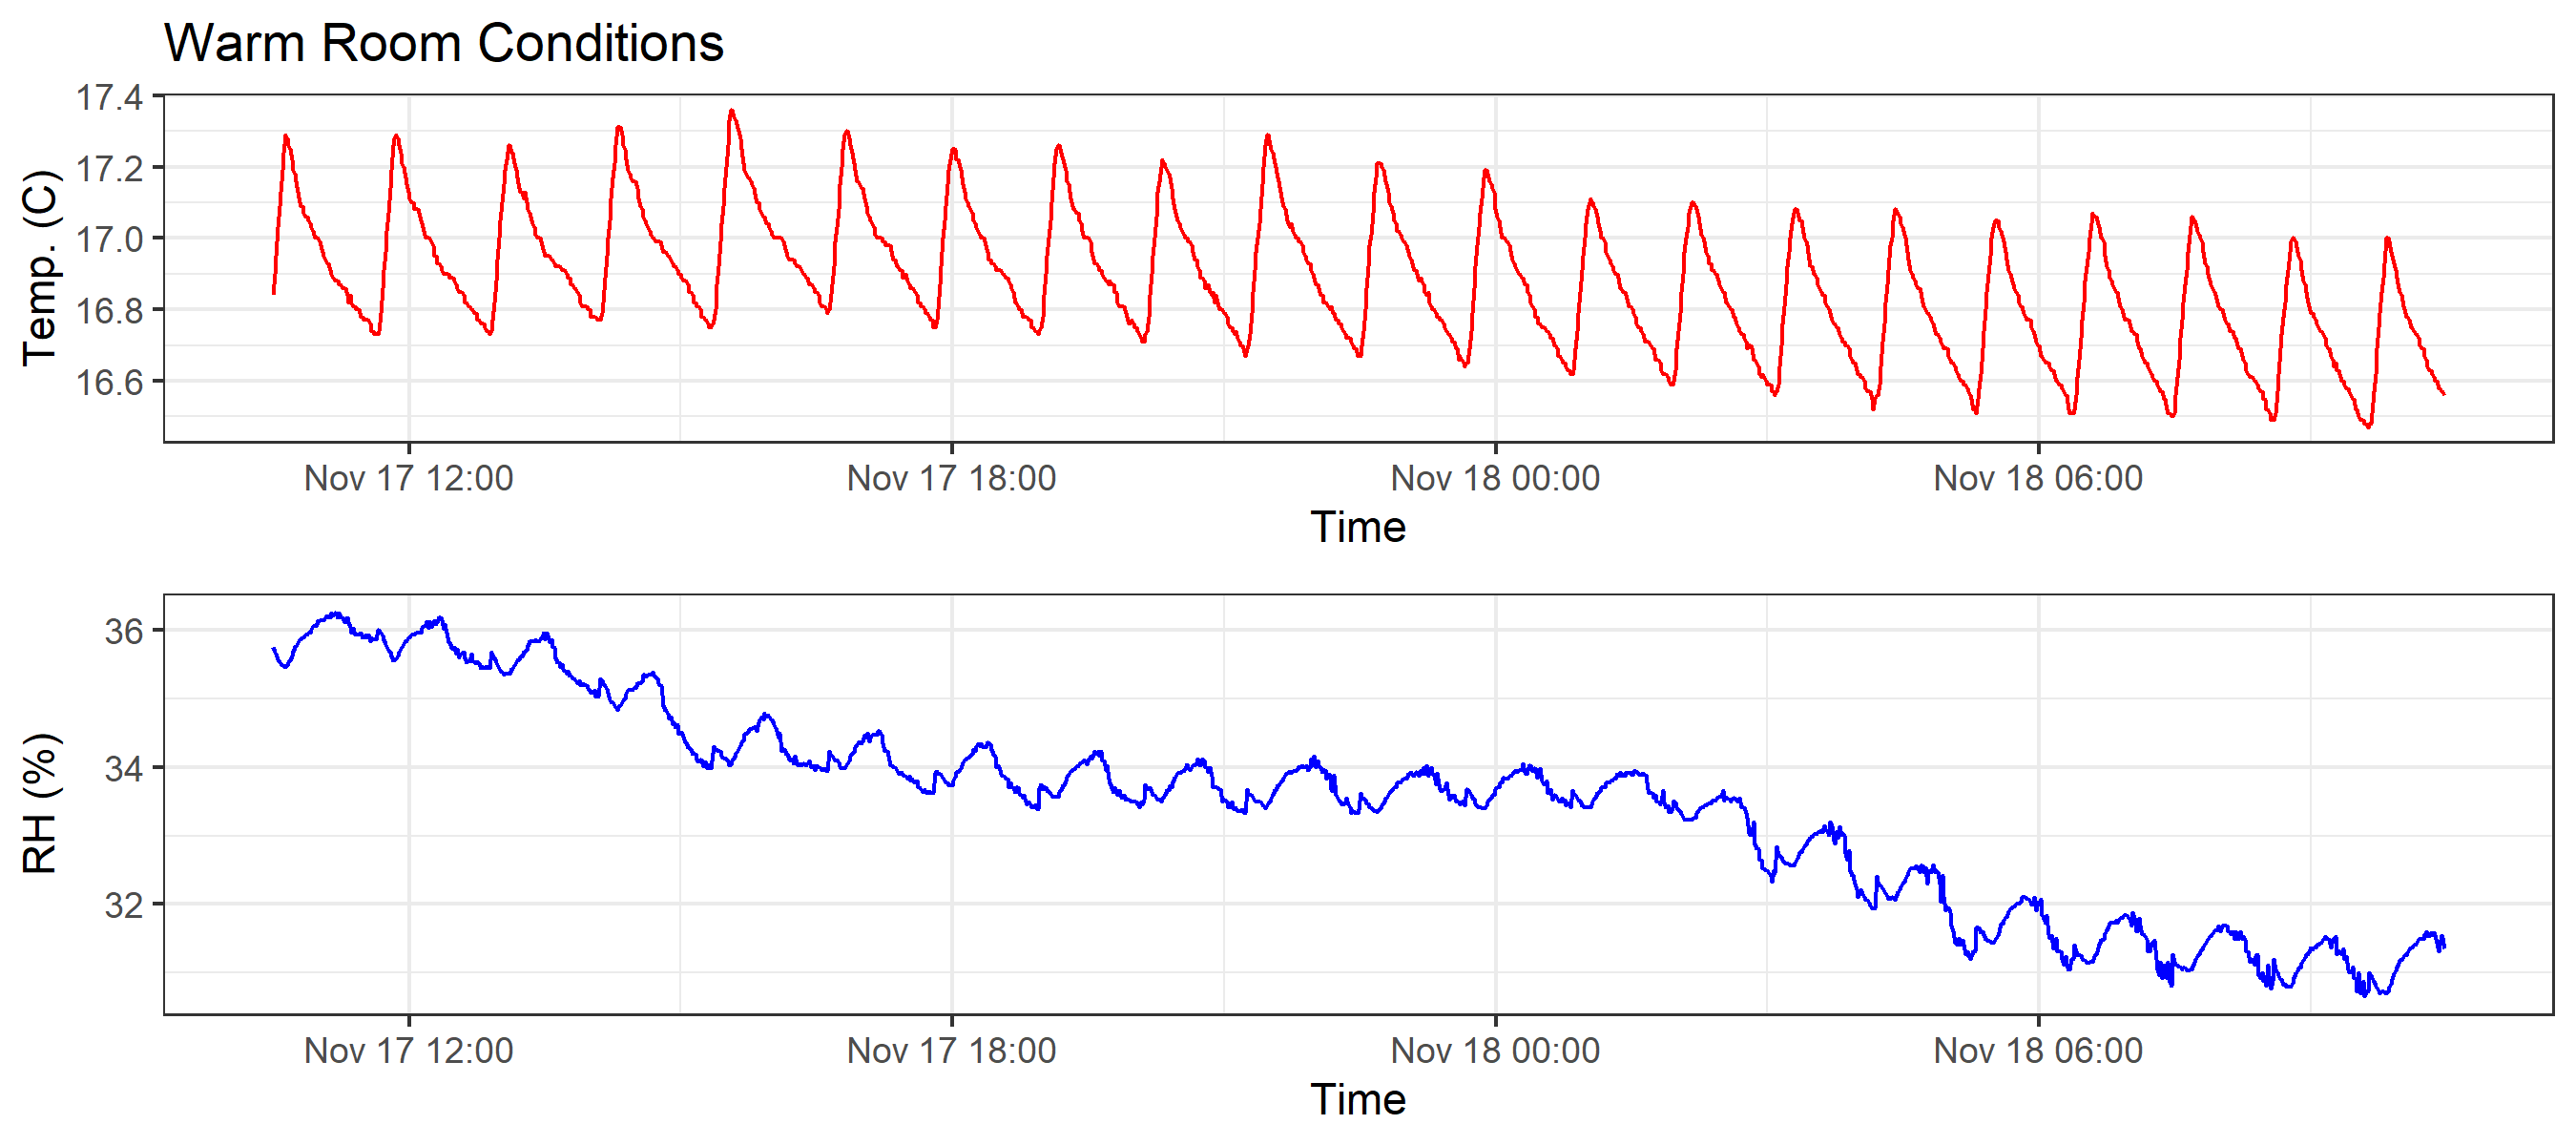 Warm Room Conditions
17.4
17.2
17.0
16.8
16.6
Temp. (C)
Nov 17 12:00 Nov 17 18:00 Nov 18 00:00 Nov 18 06:00
Time
36
34
32
RH (%)
Nov 17 12:00 Nov 17 18:00 Nov 18 00:00 Nov 18 06:00
Time